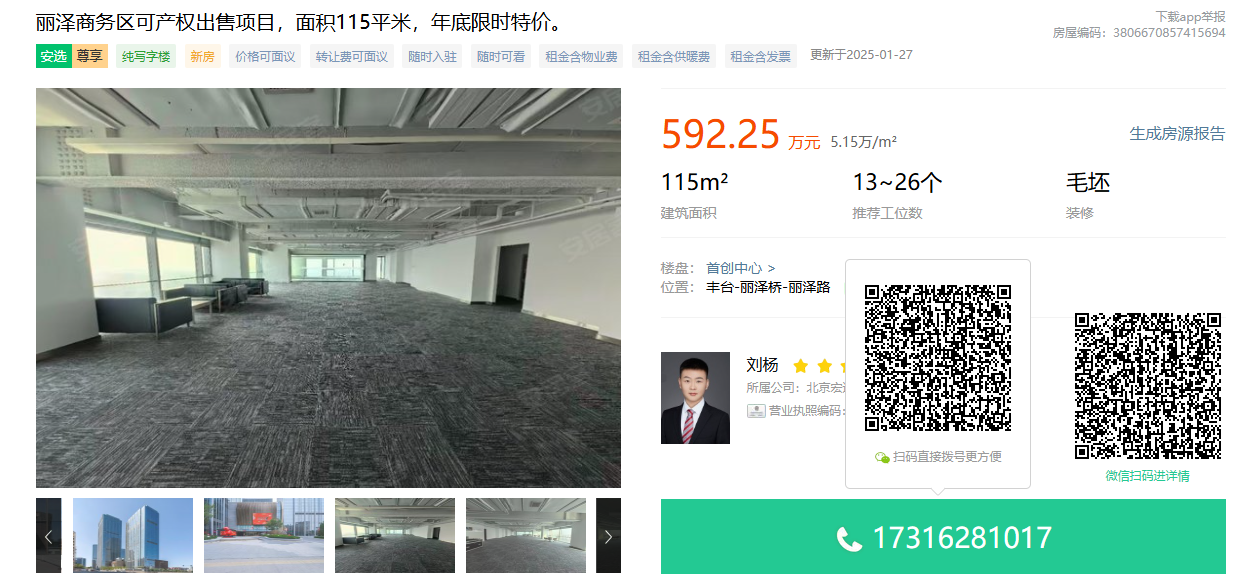 丽泽商务区可产权出售项目，面积115平米，年底限时特价。
下载app举报
房屋编码：3806670857415694
安选 尊享 纯写字楼 新房 价格可面议 转让费可面议 随时入驻 随时可看 租金含物业费 租金含供暖费 租金含发票 更新于2025-01-27
592.25 万元 5.15万/m²
生成房源报告
115m² 13~26个 毛坯
建筑面积 推荐工位数 装修
楼盘： 首创中心 >
位置： 丰台-丽泽桥-丽泽路
刘杨
所属公司：北京宏
营业执照编码：
扫码直接拨号更方便
微信扫码进详情
17316281017